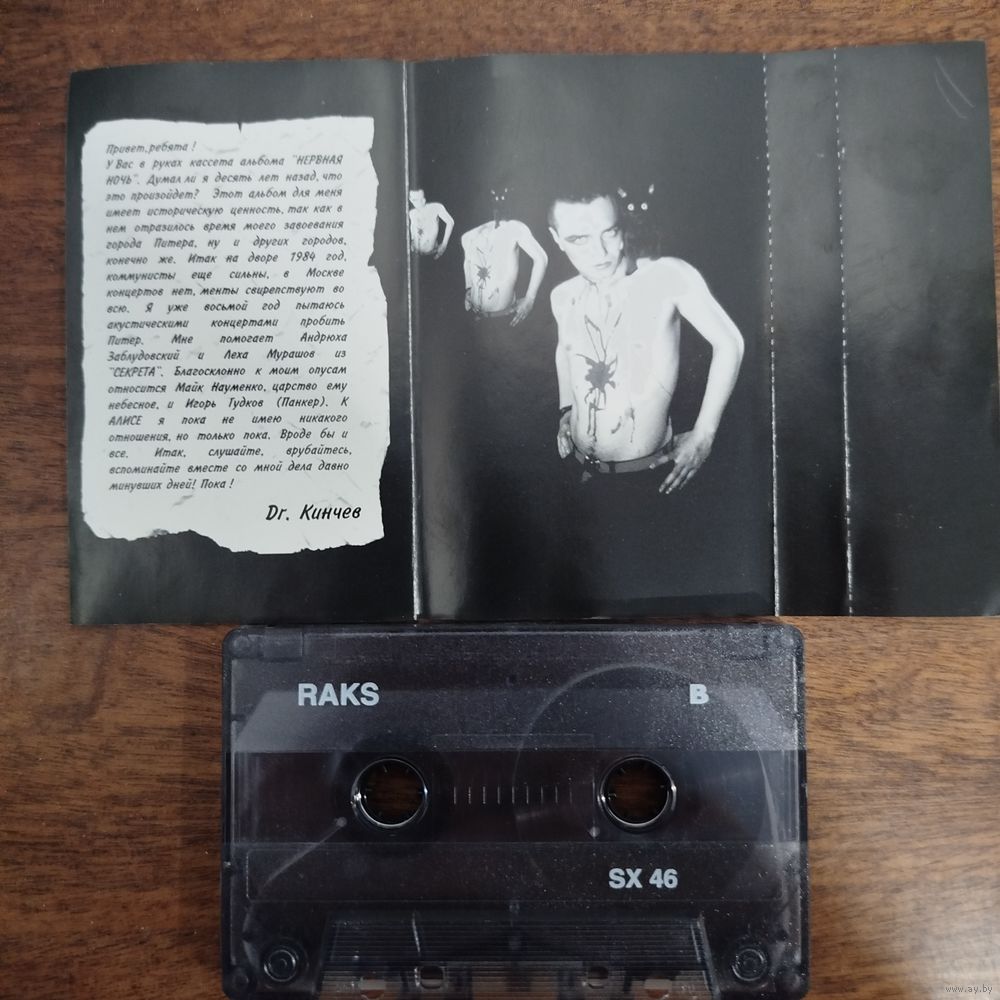 Привет, ребята !
У Вас в руках кассета альбома "НЕРВНАЯ
НОЧЬ". Думал ли я десять лет назад, что
это произойдет? Этот альбом для меня
имеет историческую ценность, так как в
нем отразилось время моего завоевания
города Питера, ну и других городов,
конечно же. Итак на дворе 1984 год,
коммунисты еще сильны, в Москве
концертов нет, менты свирепствуют во
всю. Я уже восьмой год пытаюсь
акустическими концертами пробить
Питер. Мне помогает Андрюха
Заблудовский и Леха Мурашов из
"СЕКРЕТА". Благосклонно к моим опусам
относится Майк Науменко, царство ему
небесное, и Игорь Тудков (Панкер). К
АЛИСЕ я пока не имею никакого
отношения, но только пока. Вроде бы и
все. Итак, слушайте, врубайтесь,
вспоминайте вместе со мной дела давно
минувших дней! Пока !
Dr. Кинчев
RAKS B
SX 46
www.ay.by